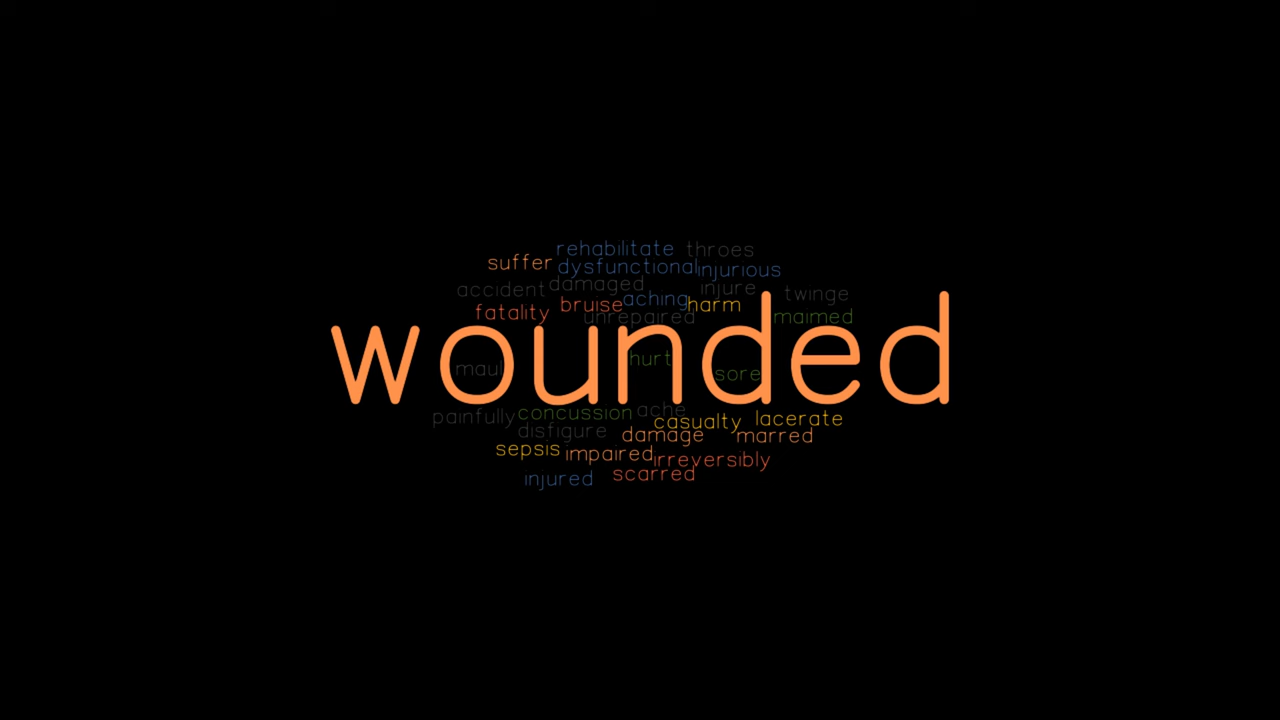 rehabilitate throes
suffer dysfunctional injurious
accident damaged injure twinge
fatality bruise aching harm
unrepaired maimed
wounded
maul hurt sore
painfully concussion ache casualty lacerate
disfigure damage marred
sepsis impaired irreversibly
injured scarred